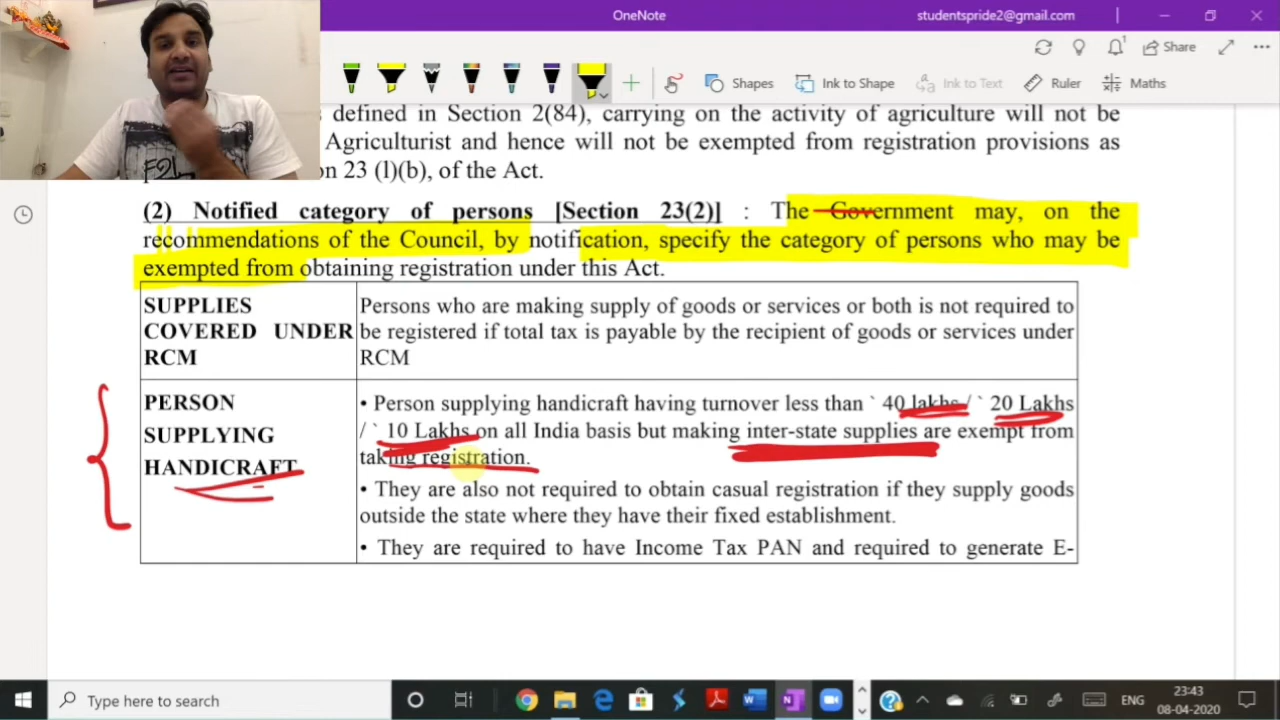 OneNote
studentspride2@gmail.com
1
Share
+ Shapes Ink to Shape Ink to Text Ruler Maths
s defined in Section 2(84), carrying on the activity of agriculture will not be
Agriculturist and hence will not be exempted from registration provisions as
n 23 (l)(b), of the Act.
(2) Notified category of persons [Section 23(2)] : The Government may, on the
recommendations of the Council, by notification, specify the category of persons who may be
exempted from obtaining registration under this Act.
SUPPLIES
COVERED UNDER
RCM
Persons who are making supply of goods or services or both is not required to
be registered if total tax is payable by the recipient of goods or services under
RCM
PERSON
SUPPLYING
HANDICRAFT
• Person supplying handicraft having turnover less than ` 40 lakhs / ` 20 Lakhs
/ ` 10 Lakhs on all India basis but making inter-state supplies are exempt from
taking registration.
• They are also not required to obtain casual registration if they supply goods
outside the state where they have their fixed establishment.
• They are required to have Income Tax PAN and required to generate E-
Type here to search
ENG
23:43
08-04-2020